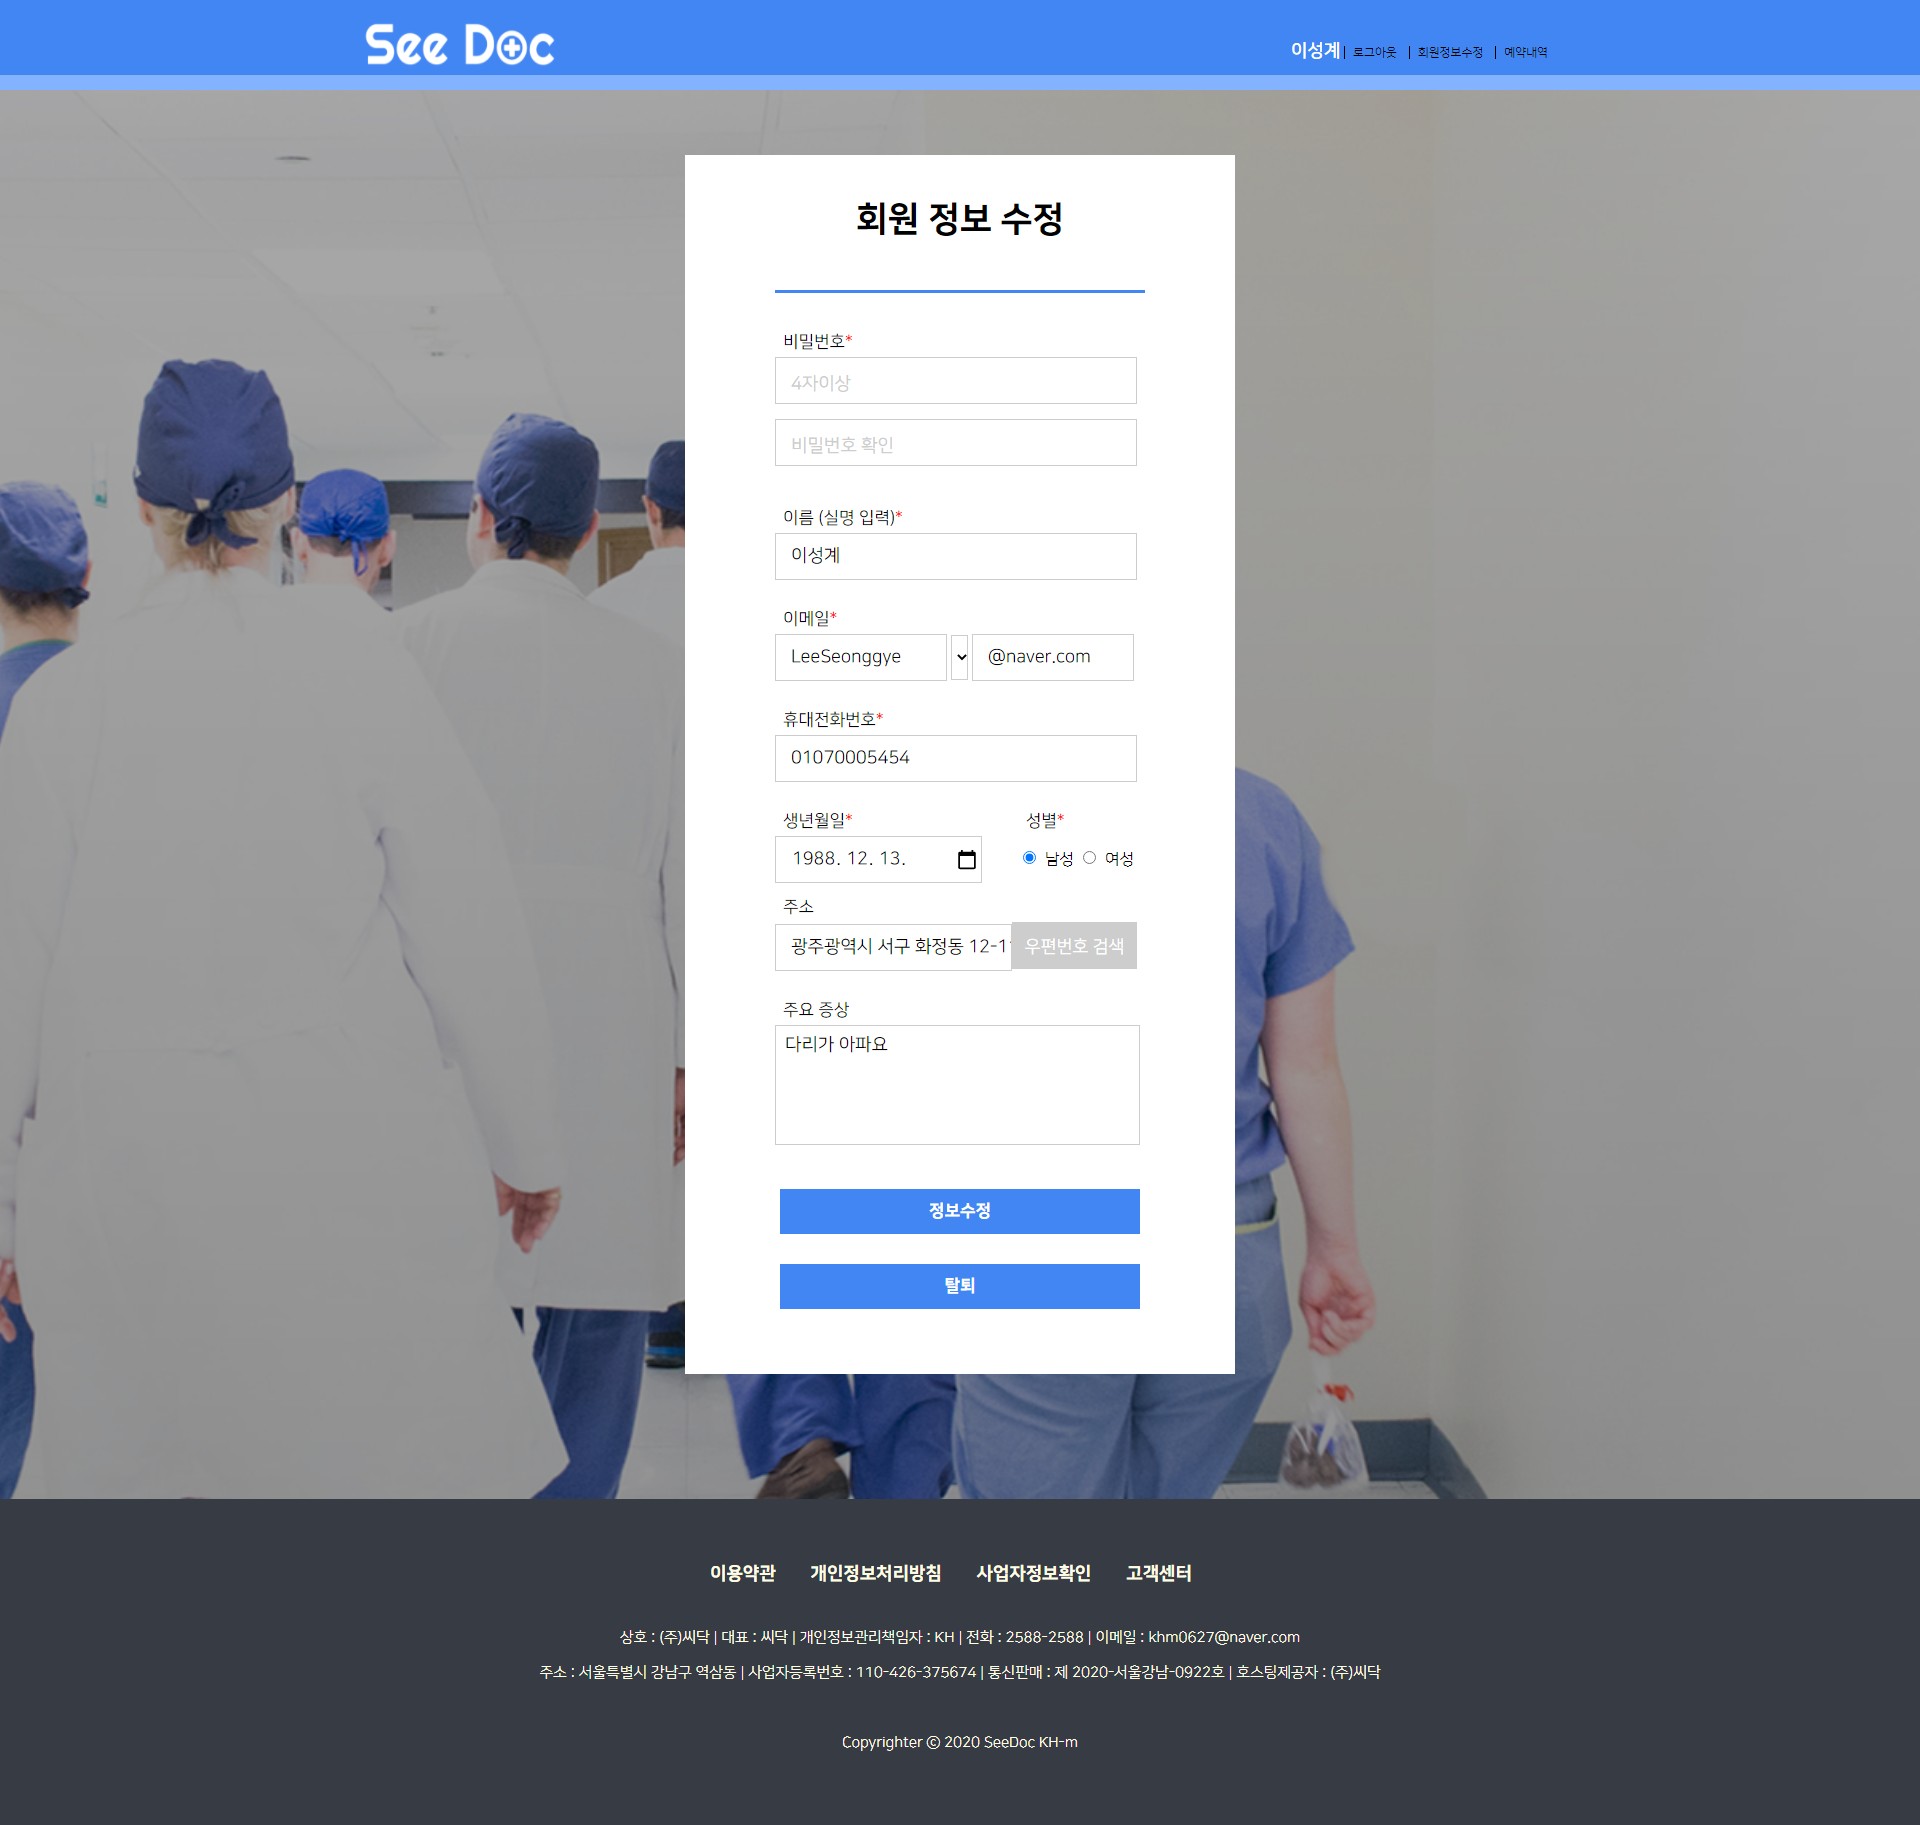 See Doc
이성계 | 로그아웃 | 회원정보수정 | 예약내역
회원 정보 수정
비밀번호*
4자이상
비밀번호 확인
이름 (실명 입력)*
이성계
이메일*
LeeSeonggye @naver.com
휴대전화번호*
01070005454
생년월일* 성별*
1988. 12. 13. 남성 여성
주소
광주광역시 서구 화정동 12-11 우편번호 검색
주요 증상
다리가 아파요
정보수정
탈퇴
이용약관 개인정보처리방침 사업자정보확인 고객센터
상호 : (주)씨닥 | 대표 : 씨닥 | 개인정보관리책임자 : KH | 전화 : 2588-2588 | 이메일 : khm0627@naver.com
주소 : 서울특별시 강남구 역삼동 | 사업자등록번호 : 110-426-375674 | 통신판매 : 제 2020-서울강남-0922호 | 호스팅제공자 : (주)씨닥
Copyrighter ⓒ 2020 SeeDoc KH-m